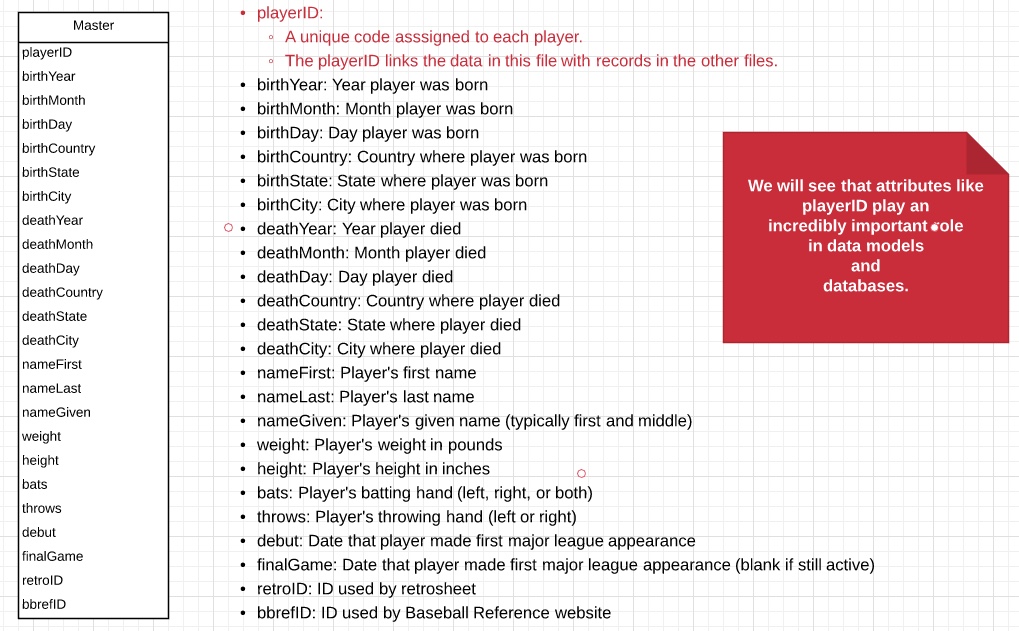 Master
playerID
birthYear
birthMonth
birthDay
birthCountry
birthState
birthCity
deathYear
deathMonth
deathDay
deathCountry
deathState
deathCity
nameFirst
nameLast
nameGiven
weight
height
bats
throws
debut
finalGame
retroID
bbrefID
• playerID:
◦ A unique code asssigned to each player.
◦ The playerID links the data in this file with records in the other files.
• birthYear: Year player was born
• birthMonth: Month player was born
• birthDay: Day player was born
• birthCountry: Country where player was born
• birthState: State where player was born
• birthCity: City where player was born
• deathYear: Year player died
• deathMonth: Month player died
• deathDay: Day player died
• deathCountry: Country where player died
• deathState: State where player died
• deathCity: City where player died
• nameFirst: Player's first name
• nameLast: Player's last name
• nameGiven: Player's given name (typically first and middle)
• weight: Player's weight in pounds
• height: Player's height in inches
• bats: Player's batting hand (left, right, or both)
• throws: Player's throwing hand (left or right)
• debut: Date that player made first major league appearance
• finalGame: Date that player made first major league appearance (blank if still active)
• retroID: ID used by retrosheet
• bbrefID: ID used by Baseball Reference website
We will see that attributes like
playerID play an
incredibly important role
in data models
and
databases.